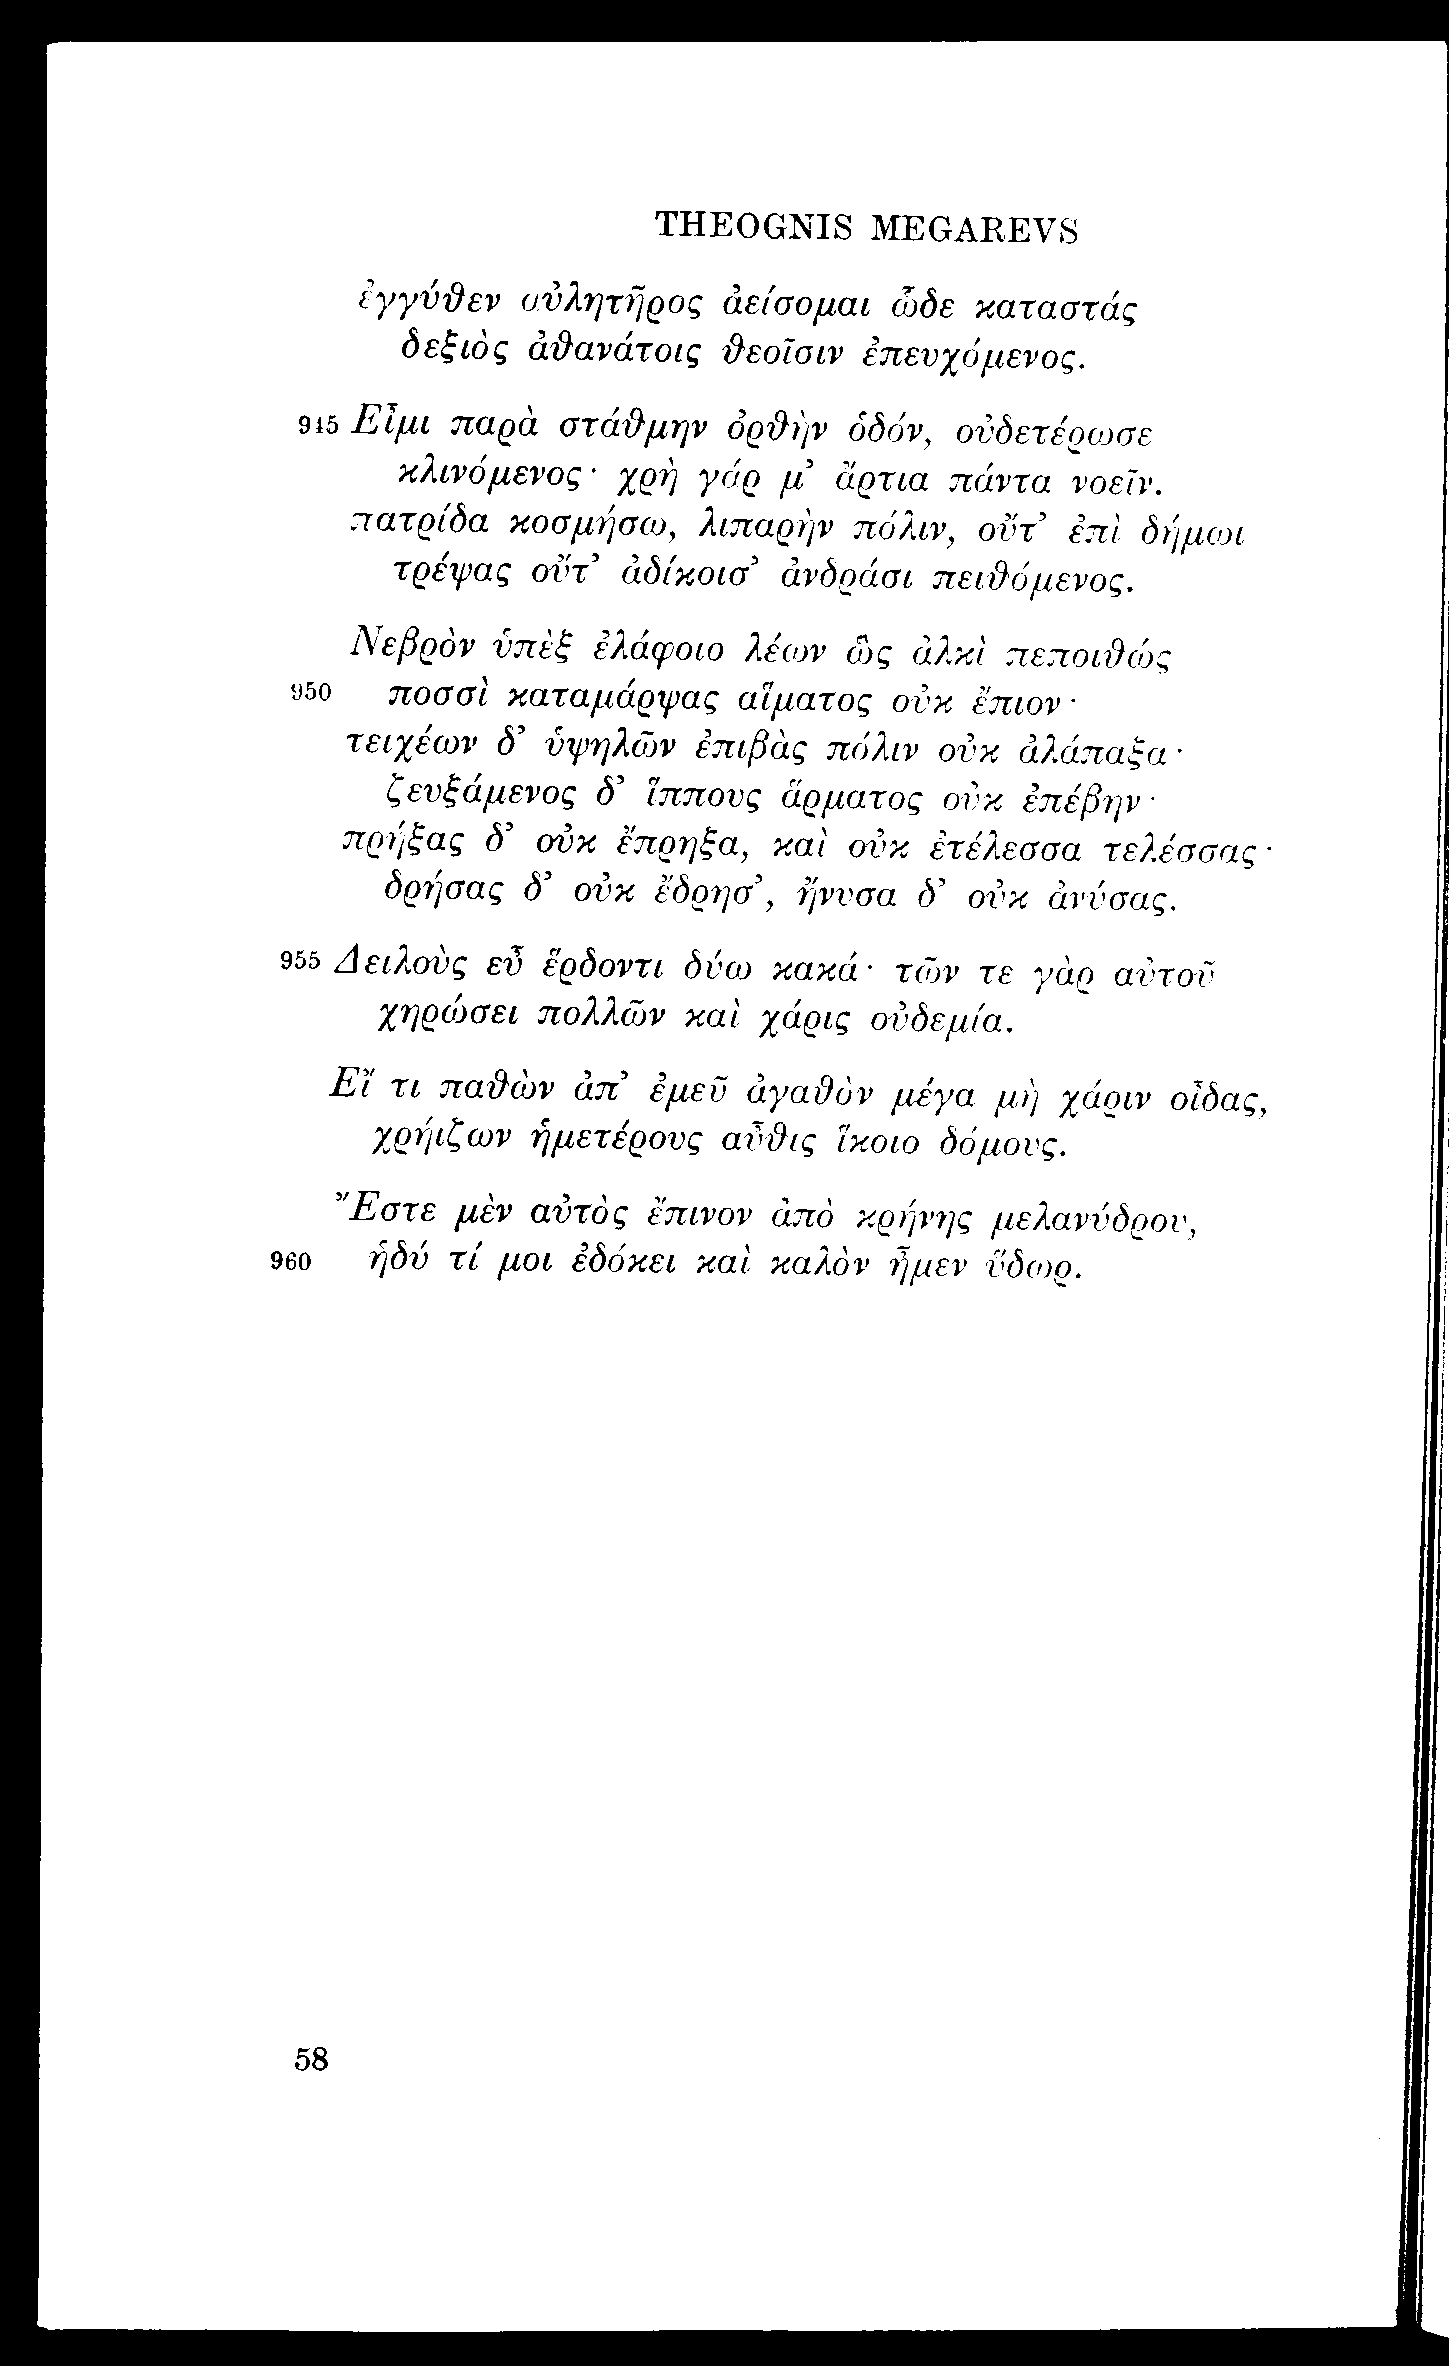 THEOGNIS MEGAREVS
ἐγγύθεν αὐλητῆρος ἀείσομαι ὧδε καταστάς
δεξιὸς ἀθανάτοις θεοῖσιν ἐπευχόμενος.
945 Εἶμι παρὰ στάθμην ὀρθὴν ὁδόν, οὐδετέρωσε
κλινόμενος· χρὴ γάρ μ’ ἄρτια πάντα νοεῖν.
πατρίδα κοσμήσω, λιπαρὴν πόλιν, οὔτ’ ἐπὶ δήμωι
τρέψας οὔτ’ ἀδίκοισ’ ἀνδράσι πειθόμενος.
Νεβρὸν ὑπὲξ ἐλάφοιο λέων ὣς ἀλκὶ πεποιθώς
950 ποσσὶ καταμάρψας αἵματος οὐκ ἔπιον·
τειχέων δ’ ὑψηλῶν ἐπιβὰς πόλιν οὐκ ἀλάπαξα·
ζευξάμενος δ’ ἵππους ἅρματος οὐκ ἐπέβην·
πρήξας δ’ οὐκ ἔπρηξα, καὶ οὐκ ἐτέλεσσα τελέσσας·
δρήσας δ’ οὐκ ἔδρησ’, ἤνυσα δ’ οὐκ ἀνύσας.
955 Δειλοὺς εὖ ἕρδοντι δύω κακά· τῶν τε γὰρ αὐτοῦ
χηρώσει πολλῶν καὶ χάρις οὐδεμία.
Εἴ τι παθὼν ἀπ’ ἐμεῦ ἀγαθὸν μέγα μὴ χάριν οἶδας,
χρήιζων ἡμετέρους αὖθις ἵκοιο δόμους.
Ἔστε μὲν αὐτὸς ἔπινον ἀπὸ κρήνης μελανύδρου,
960 ἡδύ τί μοι ἐδόκει καὶ καλὸν ἦμεν ὕδωρ.
58